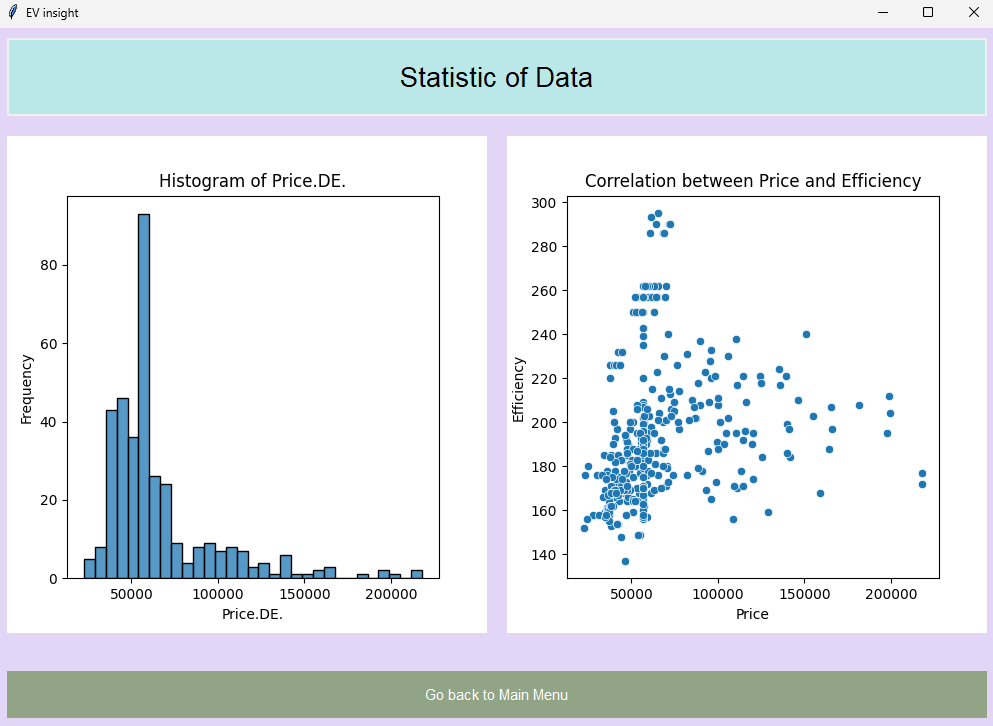 EV insight
Statistic of Data
Histogram of Price.DE.
Frequency
80
60
40
20
0
50000 100000 150000 200000
Price.DE.
Correlation between Price and Efficiency
Efficiency
300
280
260
240
220
200
180
160
140
50000 100000 150000 200000
Price
Go back to Main Menu